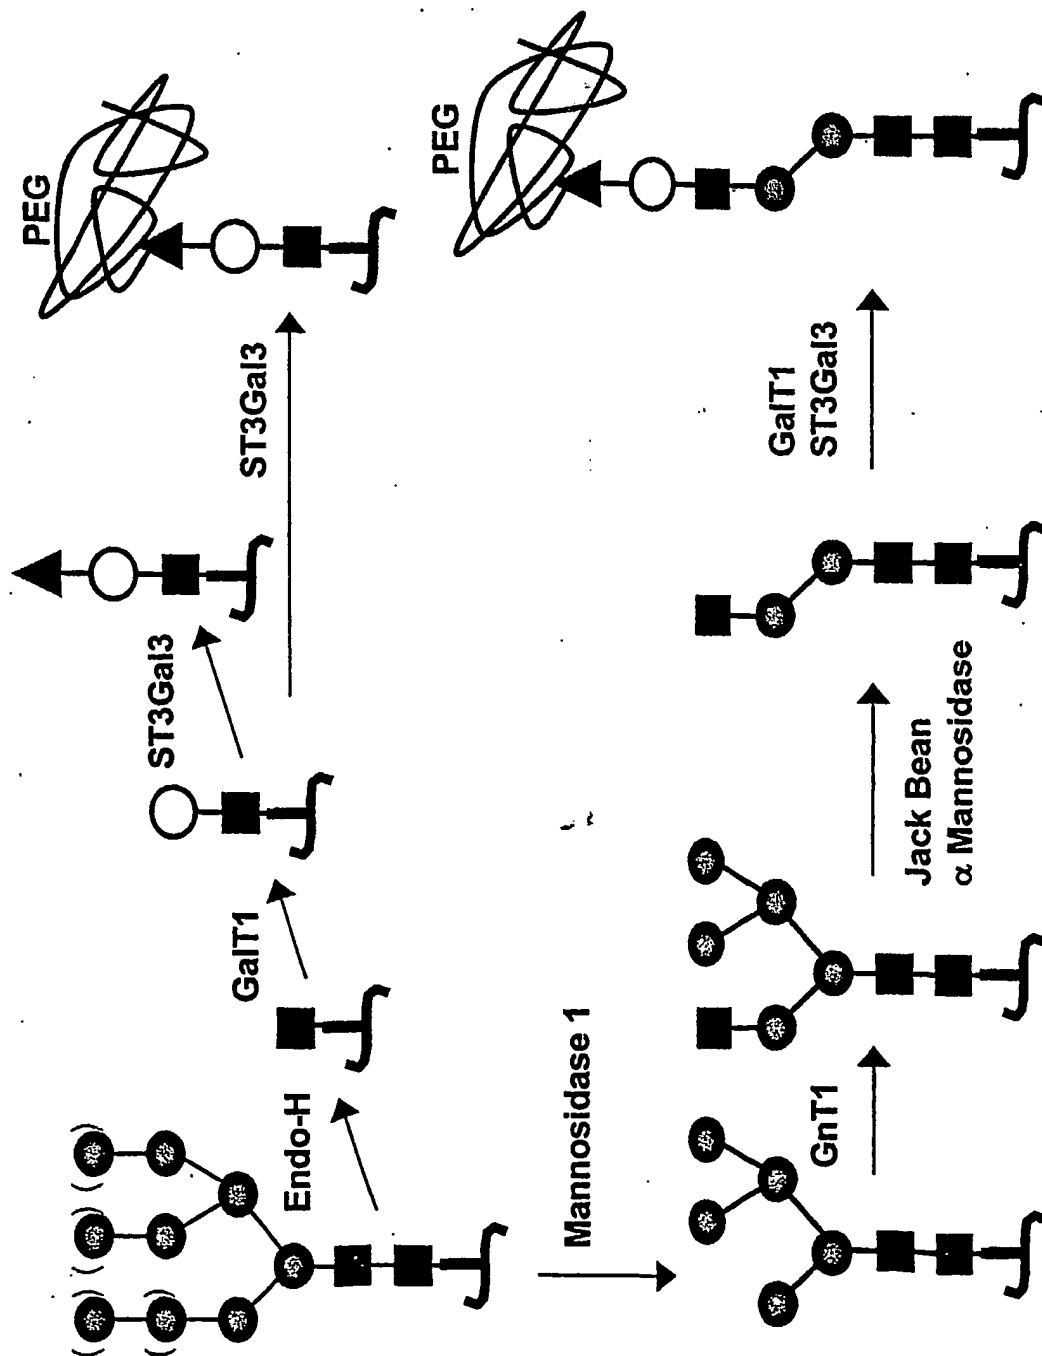 Endo-H
GalT1
ST3Gal3
ST3Gal3
PEG
Mannosidase 1
GnT1
Jack Bean
α Mannosidase
GalT1
ST3Gal3
PEG